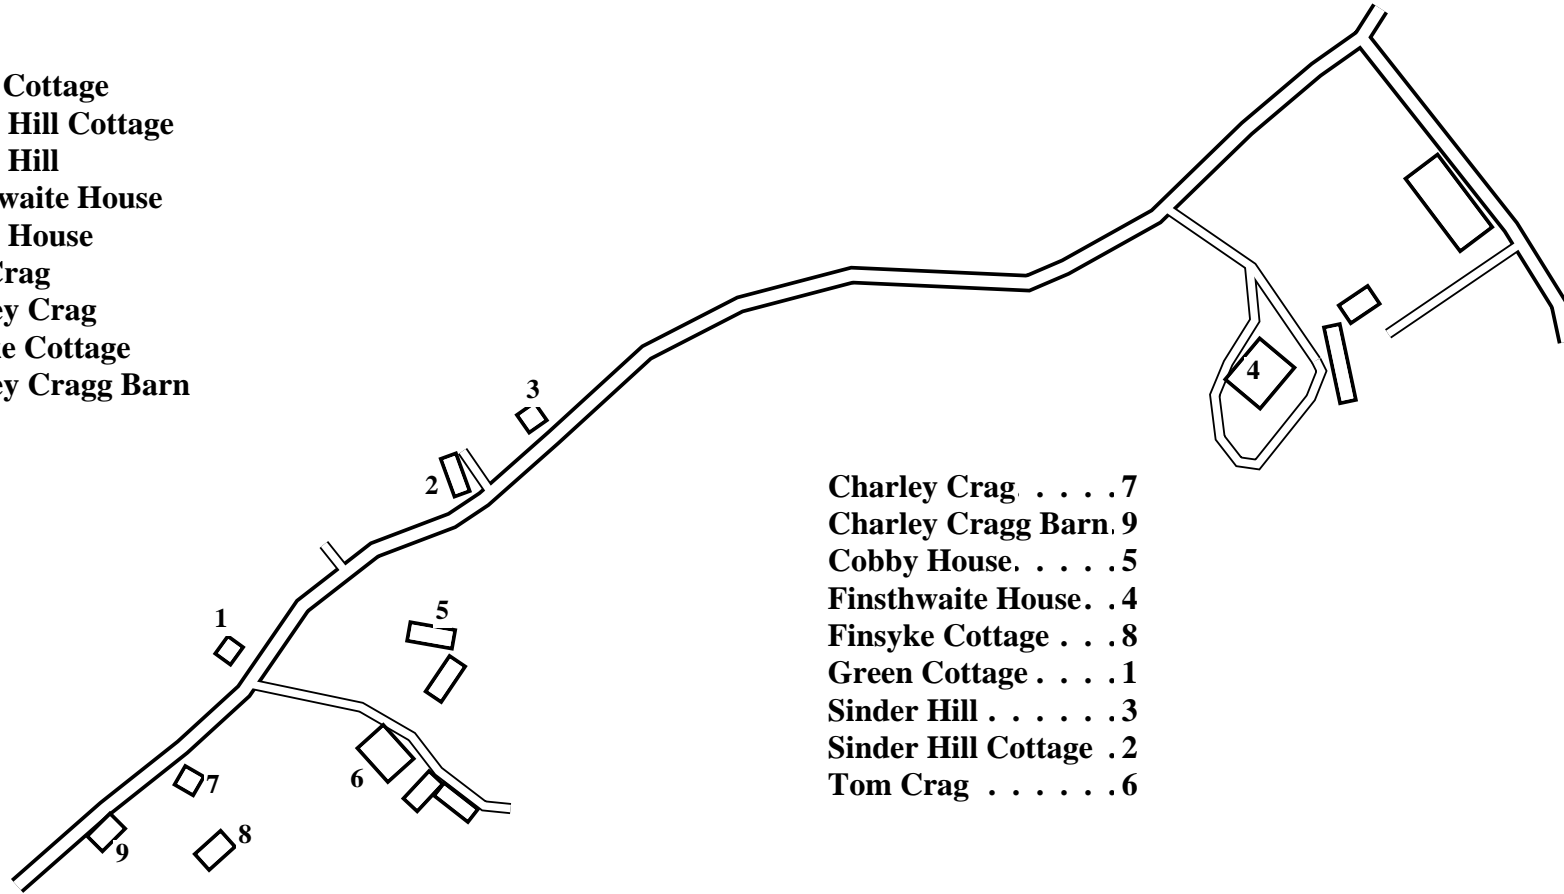 Cottage
Hill Cottage
Hill
waite House
House
Crag
ey Crag
e Cottage
ey Cragg Barn
3
4
2
1
5
6
7
8
9
Charley Crag . . . . . 7
Charley Cragg Barn . 9
Cobby House . . . . . 5
Finsthwaite House . . 4
Finsyke Cottage . . . 8
Green Cottage . . . . 1
Sinder Hill . . . . . . 3
Sinder Hill Cottage . 2
Tom Crag . . . . . . 6